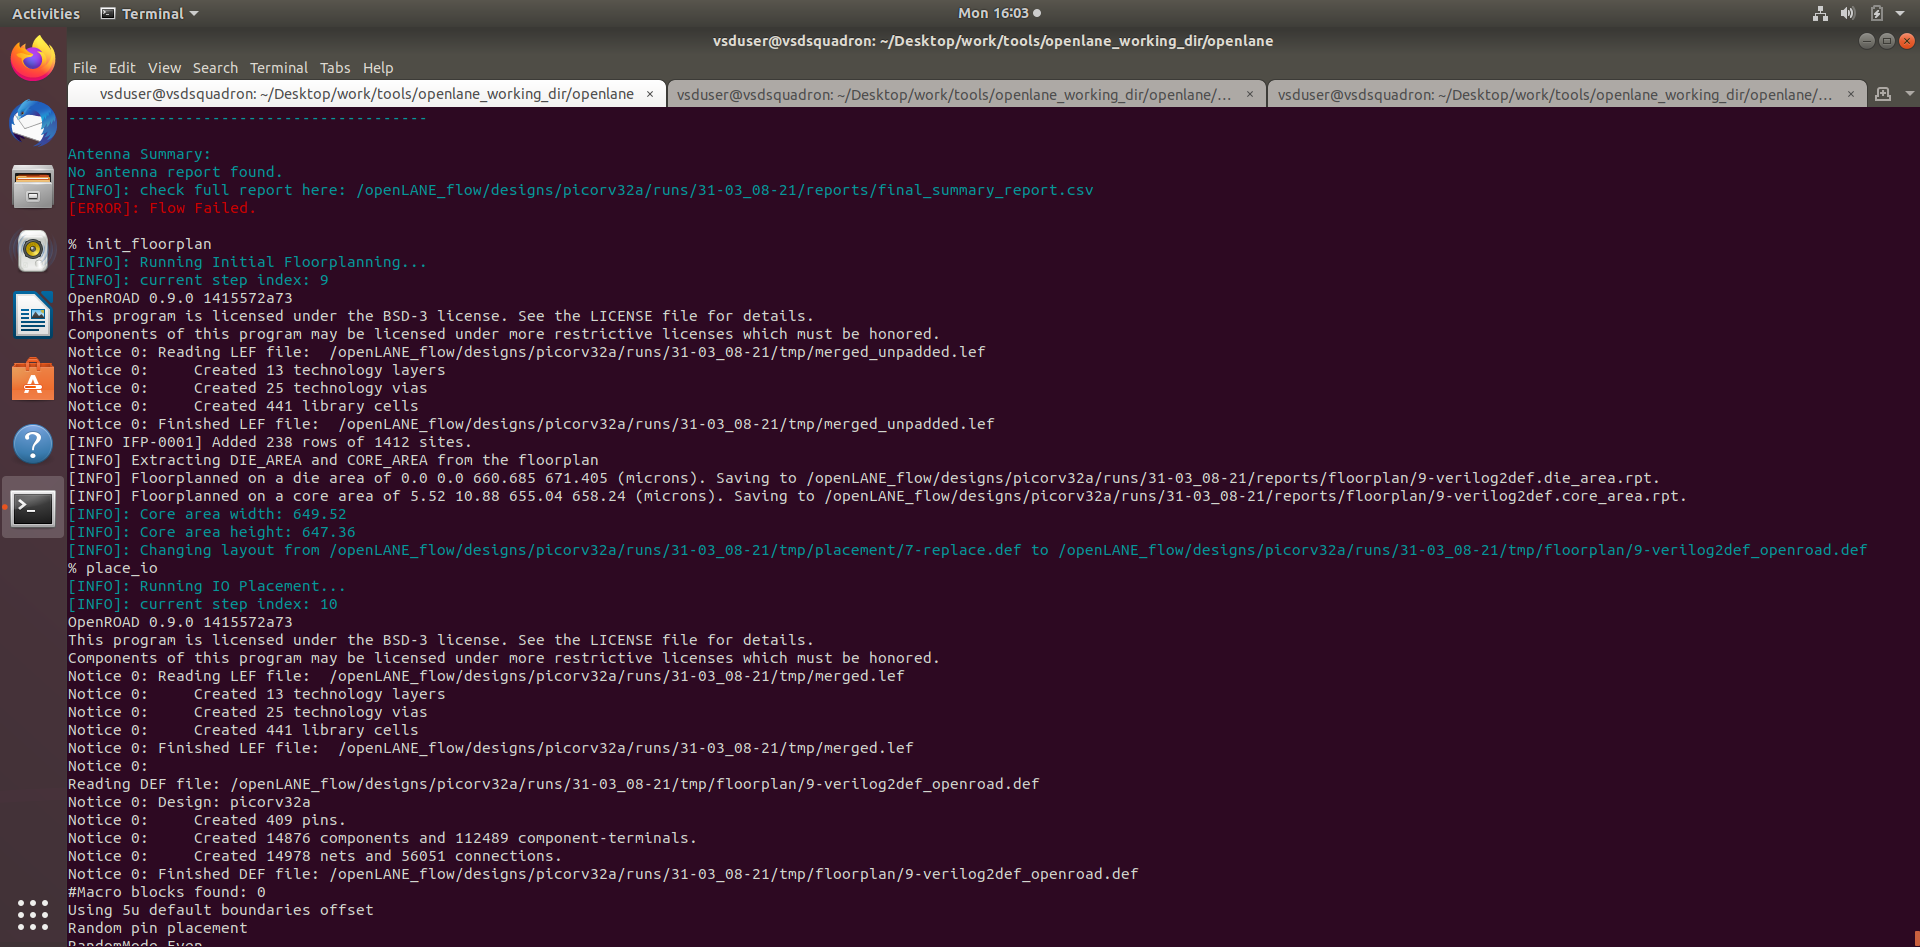 Activities Terminal Mon 16:03
vsduser@vsdsquadron: ~/Desktop/work/tools/openlane_working_dir/openlane
File Edit View Search Terminal Tabs Help
vsduser@vsdsquadron: ~/Desktop/work/tools/openlane_working_dir/openlane × vsduser@vsdsquadron: ~/Desktop/work/tools/openlane_working_dir/openlane/... × vsduser@vsdsquadron: ~/Desktop/work/tools/openlane_working_dir/openlane/... ×
----------------------------------------
Antenna Summary:
No antenna report found.
[INFO]: check full report here: /openLANE_flow/designs/picorv32a/runs/31-03_08-21/reports/final_summary_report.csv
[ERROR]: Flow Failed.
% init_floorplan
[INFO]: Running Initial Floorplanning...
[INFO]: current step index: 9
OpenROAD 0.9.0 1415572a73
This program is licensed under the BSD-3 license. See the LICENSE file for details.
Components of this program may be licensed under more restrictive licenses which must be honored.
Notice 0: Reading LEF file:  /openLANE_flow/designs/picorv32a/runs/31-03_08-21/tmp/merged_unpadded.lef
Notice 0:     Created 13 technology layers
Notice 0:     Created 25 technology vias
Notice 0:     Created 441 library cells
Notice 0: Finished LEF file:  /openLANE_flow/designs/picorv32a/runs/31-03_08-21/tmp/merged_unpadded.lef
[INFO IFP-0001] Added 238 rows of 1412 sites.
[INFO] Extracting DIE_AREA and CORE_AREA from the floorplan
[INFO] Floorplanned on a die area of 0.0 0.0 660.685 671.405 (microns). Saving to /openLANE_flow/designs/picorv32a/runs/31-03_08-21/reports/floorplan/9-verilog2def.die_area.rpt.
[INFO] Floorplanned on a core area of 5.52 10.88 655.04 658.24 (microns). Saving to /openLANE_flow/designs/picorv32a/runs/31-03_08-21/reports/floorplan/9-verilog2def.core_area.rpt.
[INFO]: Core area width: 649.52
[INFO]: Core area height: 647.36
[INFO]: Changing layout from /openLANE_flow/designs/picorv32a/runs/31-03_08-21/tmp/placement/7-replace.def to /openLANE_flow/designs/picorv32a/runs/31-03_08-21/tmp/floorplan/9-verilog2def_openroad.def
% place_io
[INFO]: Running IO Placement...
[INFO]: current step index: 10
OpenROAD 0.9.0 1415572a73
This program is licensed under the BSD-3 license. See the LICENSE file for details.
Components of this program may be licensed under more restrictive licenses which must be honored.
Notice 0: Reading LEF file:  /openLANE_flow/designs/picorv32a/runs/31-03_08-21/tmp/merged.lef
Notice 0:     Created 13 technology layers
Notice 0:     Created 25 technology vias
Notice 0:     Created 441 library cells
Notice 0: Finished LEF file:  /openLANE_flow/designs/picorv32a/runs/31-03_08-21/tmp/merged.lef
Notice 0:
Reading DEF file: /openLANE_flow/designs/picorv32a/runs/31-03_08-21/tmp/floorplan/9-verilog2def_openroad.def
Notice 0: Design: picorv32a
Notice 0:     Created 409 pins.
Notice 0:     Created 14876 components and 112489 component-terminals.
Notice 0:     Created 14978 nets and 56051 connections.
Notice 0: Finished DEF file: /openLANE_flow/designs/picorv32a/runs/31-03_08-21/tmp/floorplan/9-verilog2def_openroad.def
#Macro blocks found: 0
Using 5u default boundaries offset
Random pin placement
RandomMode Even